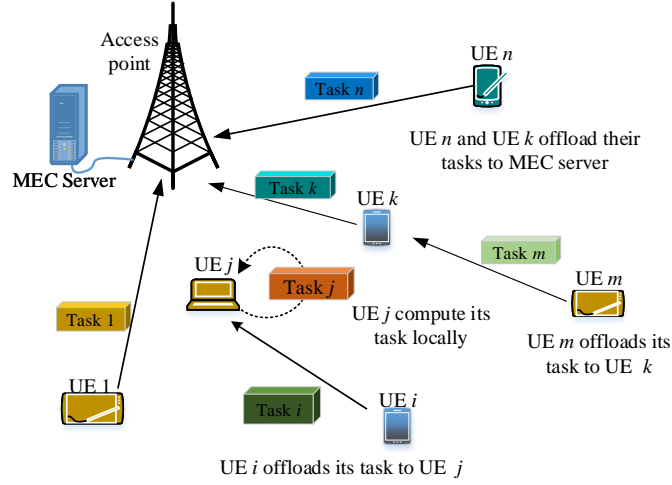 Access
point
UE n
Task n
UE n and UE k offload their
tasks to MEC server
MEC Server
Task k
UE k
Task m
UE j
UE m
Task j
UE j compute its
task locally
Task 1
UE m offloads its
task to UE k
UE 1
Task i
UE i
UE i offloads its task to UE j